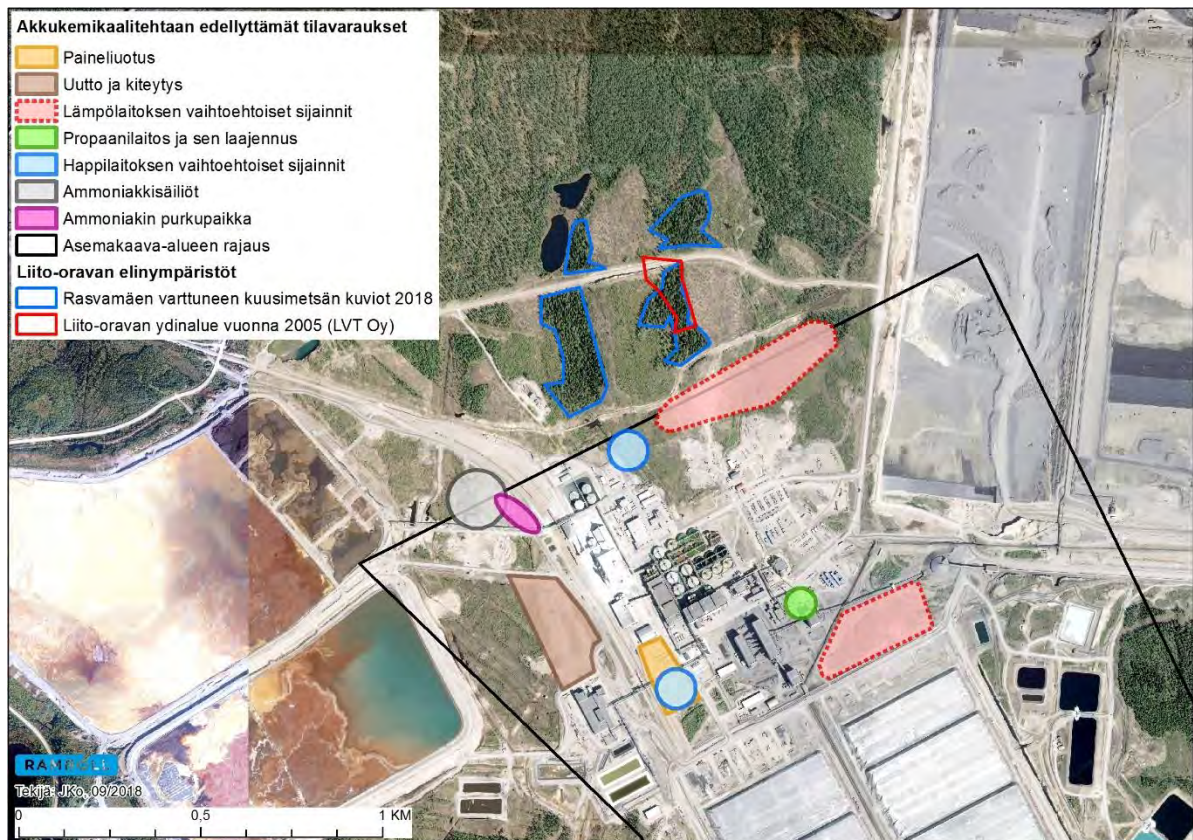 Akkukemikaalitehtaan edellyttämät tilavaraukset
Paineliuotus
Uutto ja kiteytys
Lämpölaitoksen vaihtoehtoiset sijainnit
Propaanilaitos ja sen laajennus
Happilaitoksen vaihtoehtoiset sijainnit
Ammoniakkisäiliöt
Ammoniakin purkupaikka
Asemakaava-alueen rajaus
Liito-oravan elinympäristöt
Rasvamäen varttuneen kuusimetsän kuviot 2018
Liito-oravan ydinalue vuonna 2005 (LVT Oy)
RAMBOLL
Tekijä: JKo, 09/2018
0 0,5 1 KM